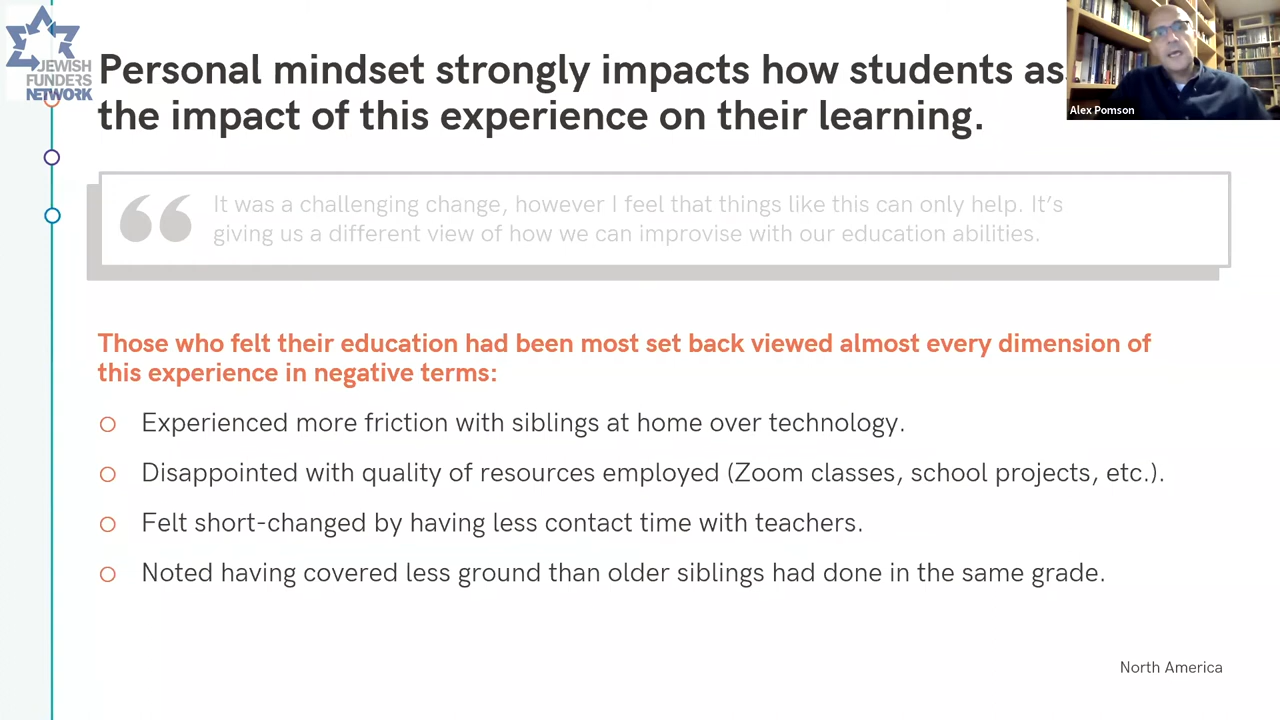 JEWISH
FUNDERS
NETWORK
Personal mindset strongly impacts how students as
the impact of this experience on their learning.
Alex Pomson
It was a challenging change, however I feel that things like this can only help. It’s
giving us a different view of how we can improvise with our education abilities.
Those who felt their education had been most set back viewed almost every dimension of
this experience in negative terms:
Experienced more friction with siblings at home over technology.
Disappointed with quality of resources employed (Zoom classes, school projects, etc.).
Felt short-changed by having less contact time with teachers.
Noted having covered less ground than older siblings had done in the same grade.
North America